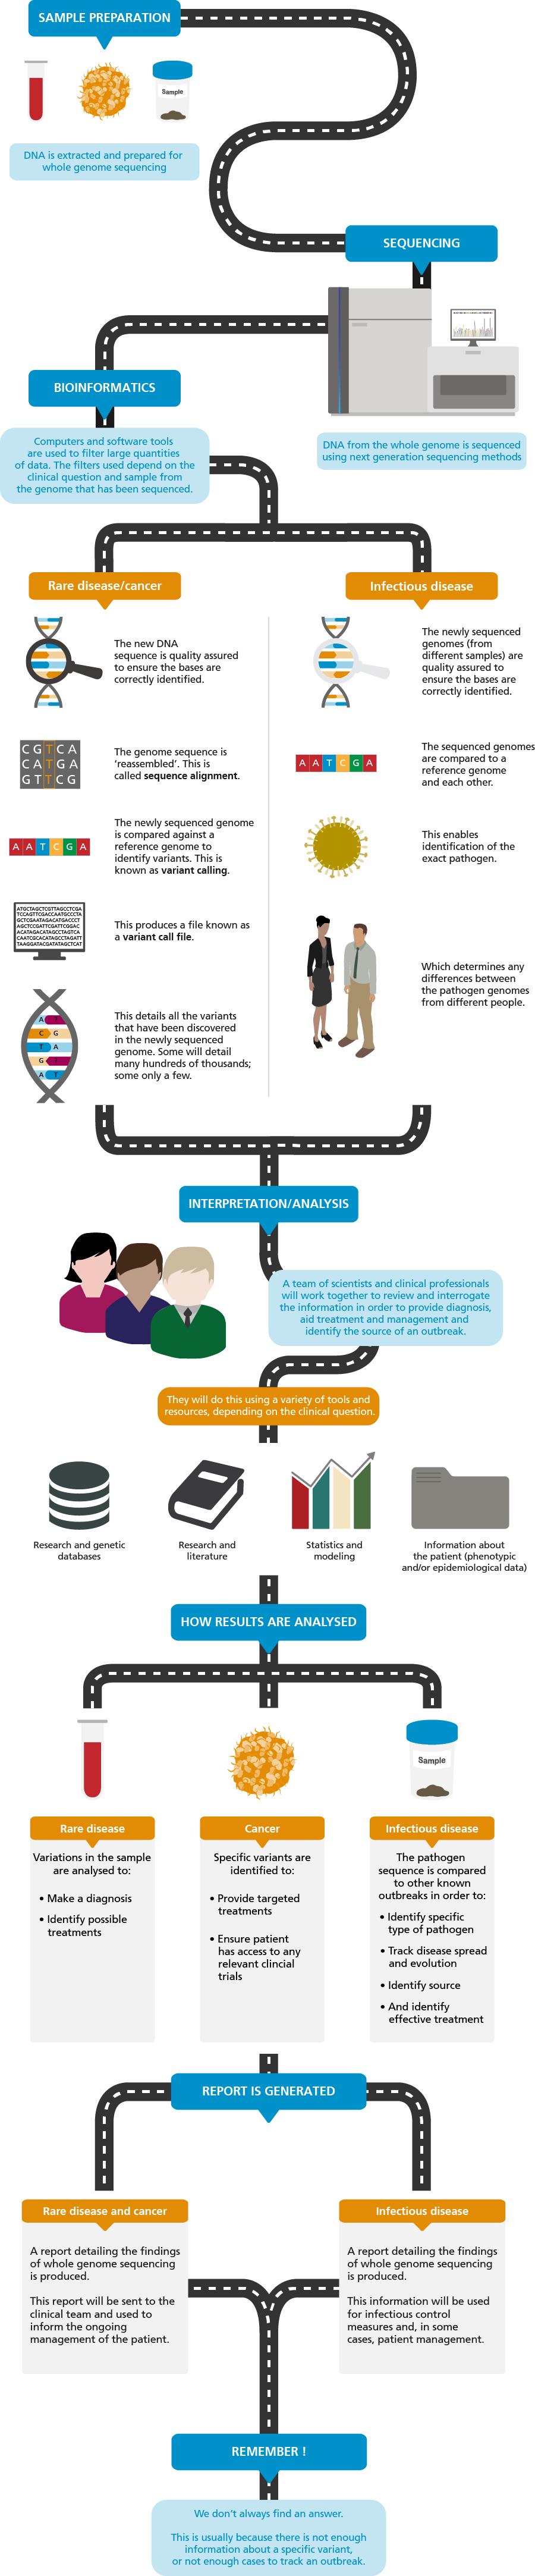 SAMPLE PREPARATION
Sample
DNA is extracted and prepared for
whole genome sequencing
SEQUENCING
DNA from the whole genome is sequenced
using next generation sequencing methods
BIOINFORMATICS
Computers and software tools
are used to filter large quantities
of data. The filters used depend on the
clinical question and sample from
the genome that has been sequenced.
Rare disease/cancer
The new DNA
sequence is quality assured
to ensure the bases are
correctly identified.
C G T C A
C A T G A
G T T C G
The genome sequence is
‘reassembled’. This is
called sequence alignment.
A A T C G A
The newly sequenced genome
is compared against a
reference genome to
identify variants. This is
known as variant calling.
ATGCTAGCTCGTTAGCCTCGA
TCCAGTTCGACCAATGCCCTA
GCTCGAATAGACATGACCCT
AGCTCCGATTCGATTCGGAC
ACATAGACATAGCCTAGTCA
CAATCGCACATAGCCTAGATT
TAAGGATACGATATAGCTCAT
This produces a file known as
a variant call file.
A T
C G
T A
G
A T
This details all the variants
that have been discovered
in the newly sequenced
genome. Some will detail
many hundreds of thousands;
some only a few.
Infectious disease
The newly sequenced
genomes (from
different samples) are
quality assured to
ensure the bases are
correctly identified.
A A T C G A
The sequenced genomes
are compared to a
reference genome
and each other.
This enables
identification of the
exact pathogen.
Which determines any
differences between
the pathogen genomes
from different people.
INTERPRETATION/ANALYSIS
A team of scientists and clinical professionals
will work together to review and interrogate
the information in order to provide diagnosis,
aid treatment and management and
identify the source of an outbreak.
They will do this using a variety of tools and
resources, depending on the clinical question.
Research and genetic
databases
Research and
literature
Statistics and
modeling
Information about
the patient (phenotypic
and/or epidemiological data)
HOW RESULTS ARE ANALYSED
Sample
Rare disease
Variations in the sample
are analysed to:
• Make a diagnosis
• Identify possible
treatments
Cancer
Specific variants are
identified to:
• Provide targeted
treatments
• Ensure patient
has access to any
relevant clincial
trials
Infectious disease
The pathogen
sequence is compared
to other known
outbreaks in order to:
• Identify specific
type of pathogen
• Track disease spread
and evolution
• Identify source
• And identify
effective treatment
REPORT IS GENERATED
Rare disease and cancer
A report detailing the findings
of whole genome sequencing
is produced.
This report will be sent to the
clinical team and used to
inform the ongoing
management of the patient.
Infectious disease
A report detailing the findings
of whole genome sequencing
is produced.
This information will be used
for infectious control
measures and, in some
cases, patient management.
REMEMBER !
We don’t always find an answer.
This is usually because there is not enough
information about a specific variant,
or not enough cases to track an outbreak.